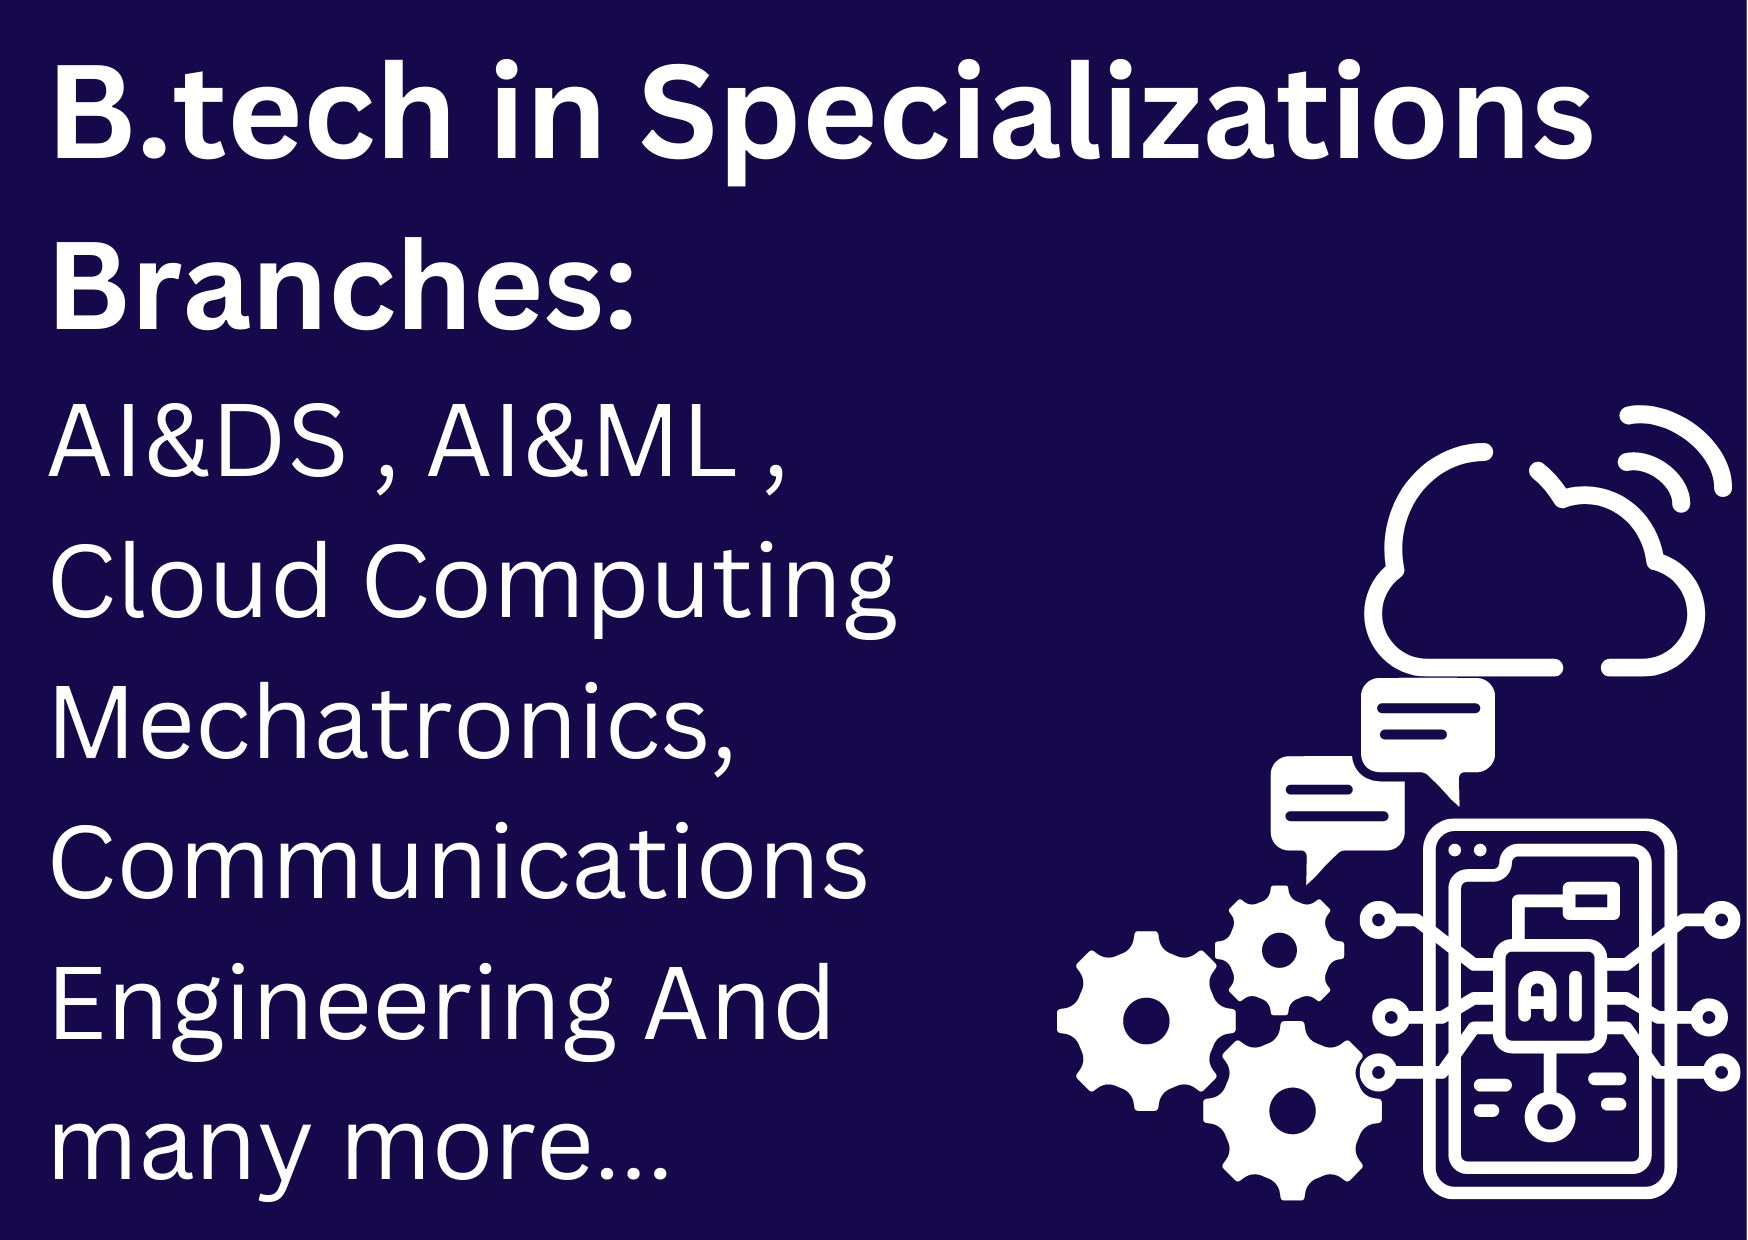 B.tech in Specializations
Branches:
AI&DS , AI&ML ,
Cloud Computing
Mechatronics,
Communications
Engineering And
many more...
AI